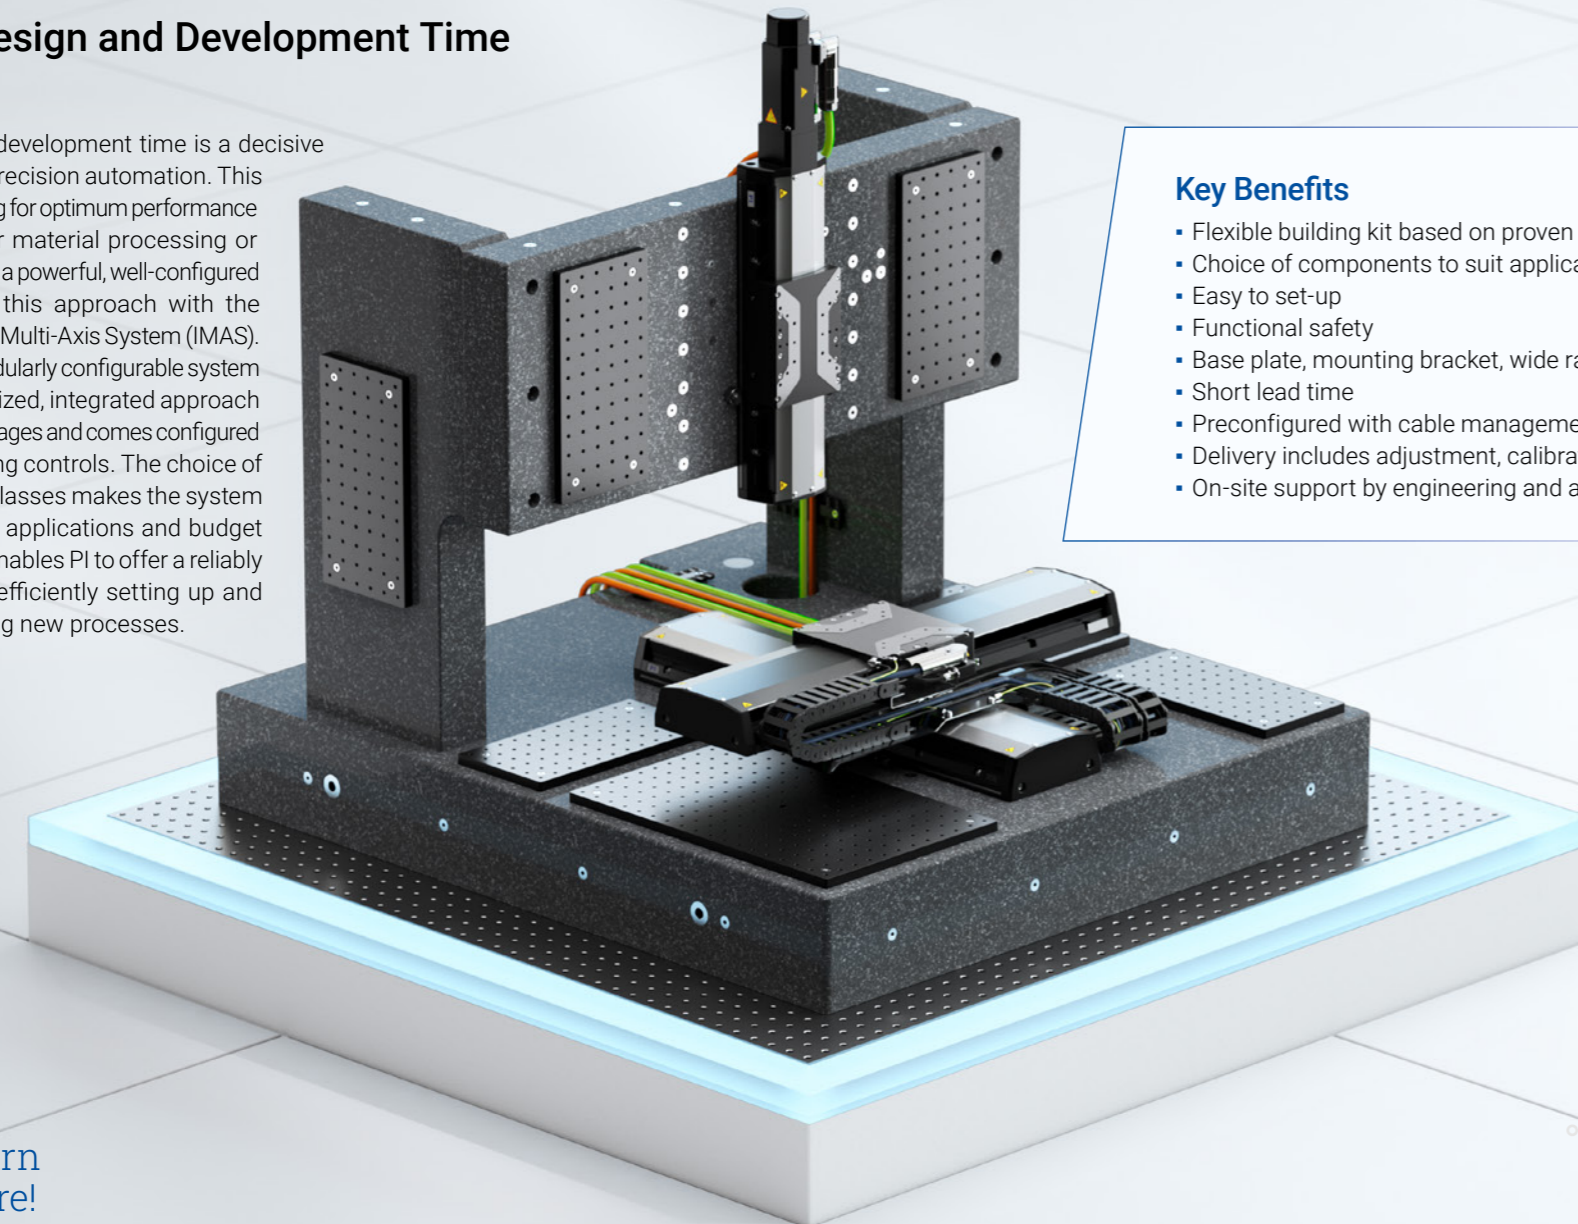 esign and Development Time
development time is a decisive
recision automation. This
g for optimum performance
r material processing or
a powerful, well-configured
this approach with the
Multi-Axis System (IMAS).
dularly configurable system
ized, integrated approach
ages and comes configured
ng controls. The choice of
lasses makes the system
applications and budget
nables PI to offer a reliably
efficiently setting up and
g new processes.
Key Benefits
▪ Flexible building kit based on proven
▪ Choice of components to suit applica
▪ Easy to set-up
▪ Functional safety
▪ Base plate, mounting bracket, wide ra
▪ Short lead time
▪ Preconfigured with cable manageme
▪ Delivery includes adjustment, calibra
▪ On-site support by engineering and a
rn
re!